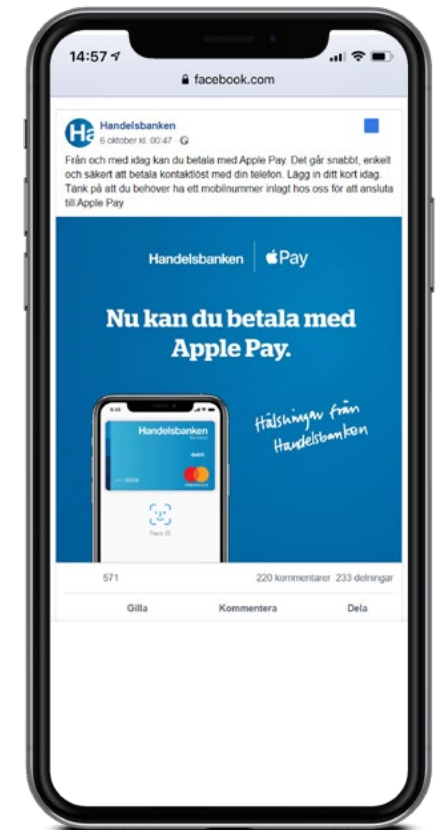 14:57
facebook.com
Ha
Handelsbanken
6 oktober kl. 00:47
Från och med idag kan du betala med Apple Pay. Det går snabbt, enkelt
och säkert att betala kontaktlöst med din telefon. Lägg in ditt kort idag.
Tänk på att du behöver ha ett mobilnummer inlagt hos oss för att ansluta
till Apple Pay
Handelsbanken
Pay
Nu kan du betala med
Apple Pay.
Handelsbanken
debit
Face ID
Hälsningar från
Handelsbanken
571
220 kommentarer 233 delningar
Gilla Kommentera Dela